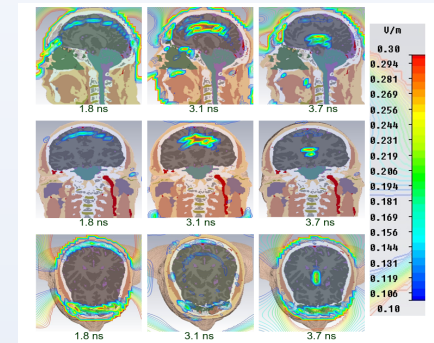 V/m
0.30
0.294
0.281
0.269
0.256
0.244
0.231
0.219
0.206
0.194
0.181
0.169
0.156
0.144
0.131
0.119
0.106
0.10
1.8 ns
3.1 ns
3.7 ns
1.8 ns
3.1 ns
3.7 ns
1.8 ns
3.1 ns
3.7 ns